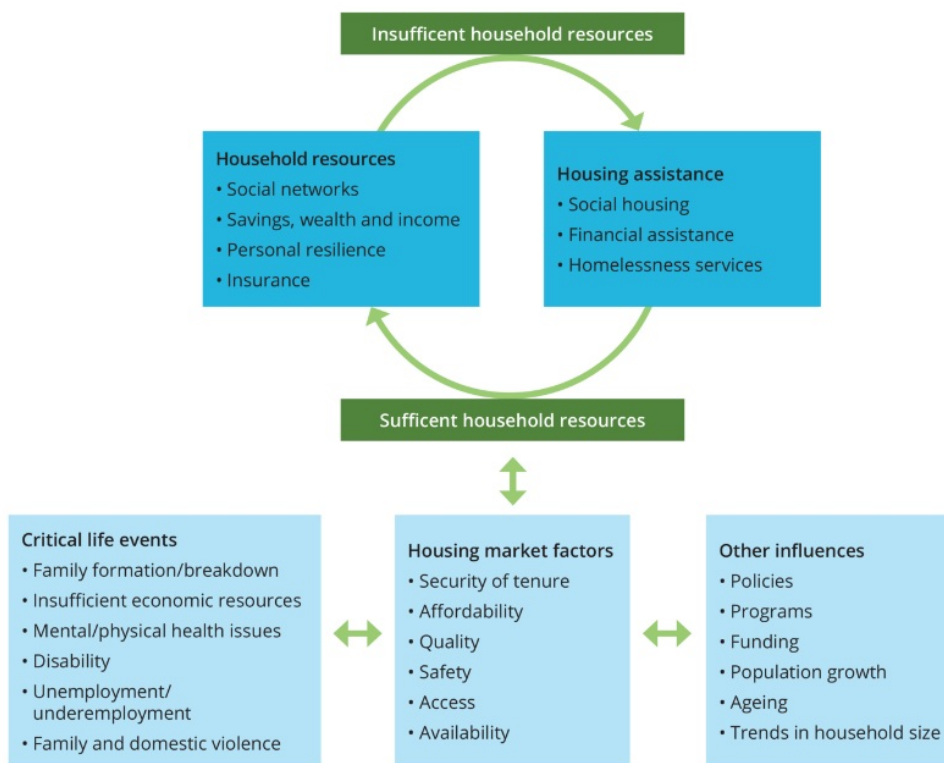 Insufficent household resources
Household resources
• Social networks
• Savings, wealth and income
• Personal resilience
• Insurance
Housing assistance
• Social housing
• Financial assistance
• Homelessness services
Sufficent household resources
Critical life events
• Family formation/breakdown
• Insufficient economic resources
• Mental/physical health issues
• Disability
• Unemployment/
underemployment
• Family and domestic violence
Housing market factors
• Security of tenure
• Affordability
• Quality
• Safety
• Access
• Availability
Other influences
• Policies
• Programs
• Funding
• Population growth
• Ageing
• Trends in household size